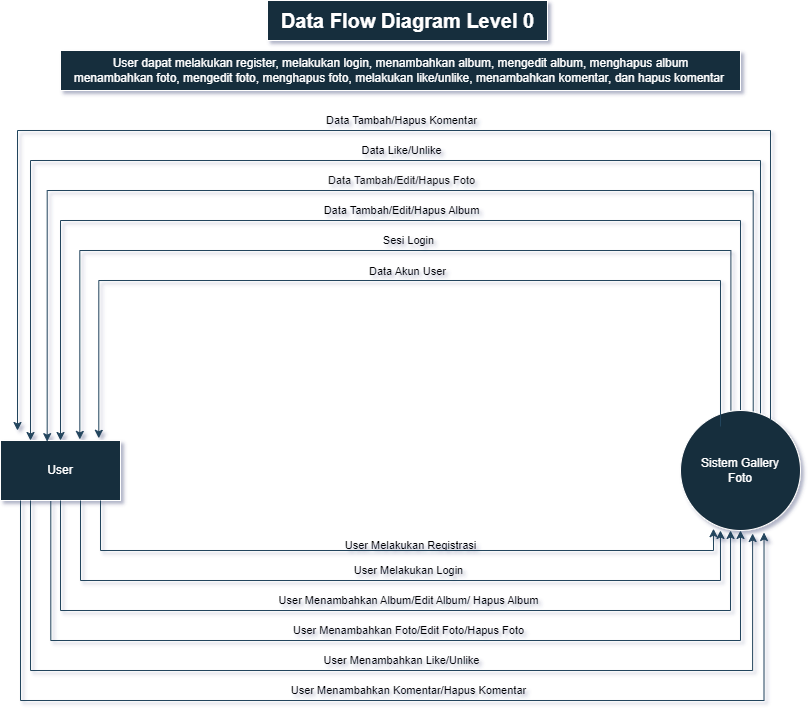 Data Flow Diagram Level 0
User dapat melakukan register, melakukan login, menambahkan album, mengedit album, menghapus album
menambahkan foto, mengedit foto, menghapus foto, melakukan like/unlike, menambahkan komentar, dan hapus komentar
Data Tambah/Hapus Komentar
Data Like/Unlike
Data Tambah/Edit/Hapus Foto
Data Tambah/Edit/Hapus Album
Sesi Login
Data Akun User
User
Sistem Gallery
Foto
User Melakukan Registrasi
User Melakukan Login
User Menambahkan Album/Edit Album/ Hapus Album
User Menambahkan Foto/Edit Foto/Hapus Foto
User Menambahkan Like/Unlike
User Menambahkan Komentar/Hapus Komentar